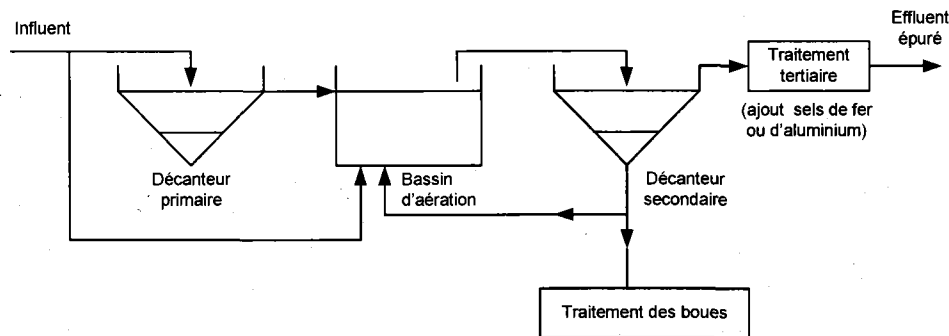 Influent
Effluent
épuré
Traitement
tertiaire
(ajout sels de fer
ou d'aluminium)
Décanteur
primaire
Bassin
d'aération
Décanteur
secondaire
Traitement des boues